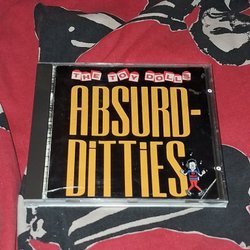 THE TOY DOLLS
ABSURD-
DiTTiES